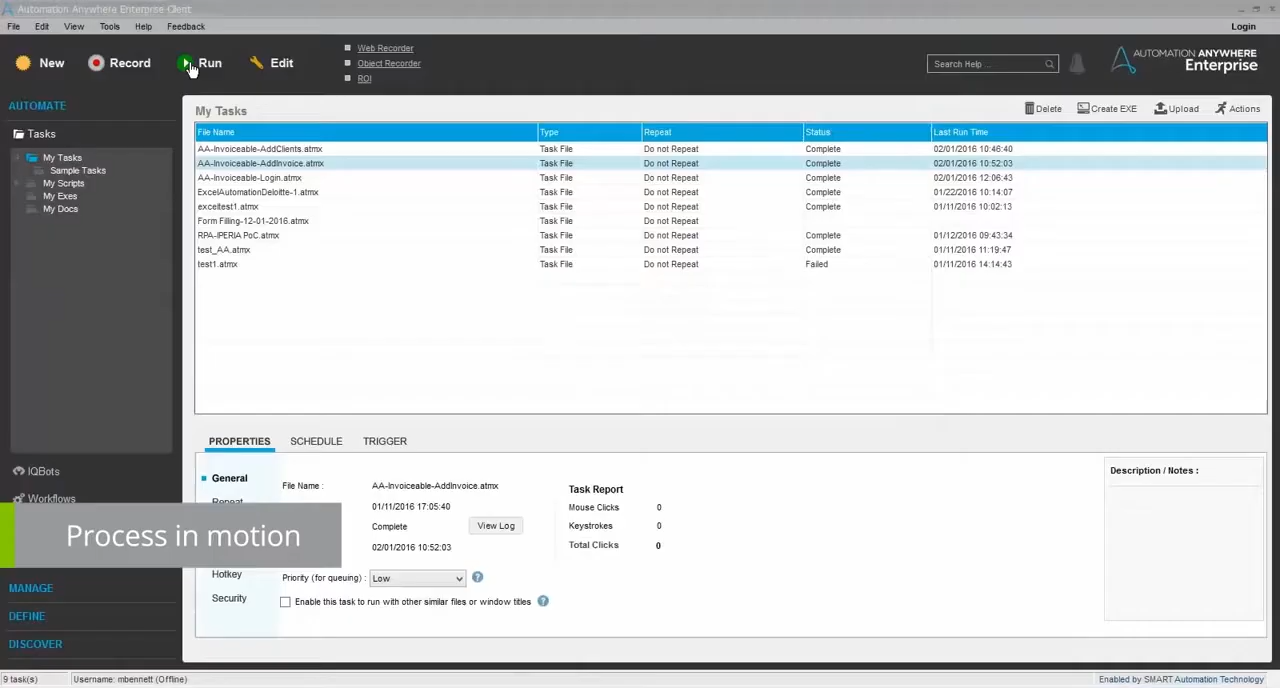 Automation Anywhere Enterprise Client
File Edit View Tools Help Feedback
Login
New Record Run Edit
Web Recorder
Object Recorder
ROI
Search Help ...
AUTOMATION ANYWHERE
Enterprise
AUTOMATE
Tasks
My Tasks
Sample Tasks
My Scripts
My Exes
My Docs
IQBots
Workflows
MANAGE
DEFINE
DISCOVER
My Tasks
Delete Create EXE Upload Actions
File Name Type Repeat Status Last Run Time
AA-Invoiceable-AddClients.atmx Task File Do not Repeat Complete 02/01/2016 10:46:40
AA-Invoiceable-AddInvoice.atmx Task File Do not Repeat Complete 02/01/2016 10:52:03
AA-Invoiceable-Login.atmx Task File Do not Repeat Complete 02/01/2016 12:06:43
ExcelAutomationDeloitte-1.atmx Task File Do not Repeat Complete 01/22/2016 10:14:07
exceltest1.atmx Task File Do not Repeat Complete 01/11/2016 10:02:13
Form Filling-12-01-2016.atmx Task File Do not Repeat
RPA-IPERIA PoC.atmx Task File Do not Repeat Complete 01/12/2016 09:43:34
test_AA.atmx Task File Do not Repeat Complete 01/11/2016 11:19:47
test1.atmx Task File Do not Repeat Failed 01/11/2016 14:14:43
PROPERTIES SCHEDULE TRIGGER
General
Repeat
Hotkey
Security
File Name : AA-Invoiceable-AddInvoice.atmx
01/11/2016 17:05:40
Complete View Log
02/01/2016 10:52:03
Priority (for queuing) : Low
Enable this task to run with other similar files or window titles
Task Report
Mouse Clicks 0
Keystrokes 0
Total Clicks 0
Description / Notes :
Process in motion
9 task(s) Username: mbennett (Offline)
Enabled by SMART Automation Technology